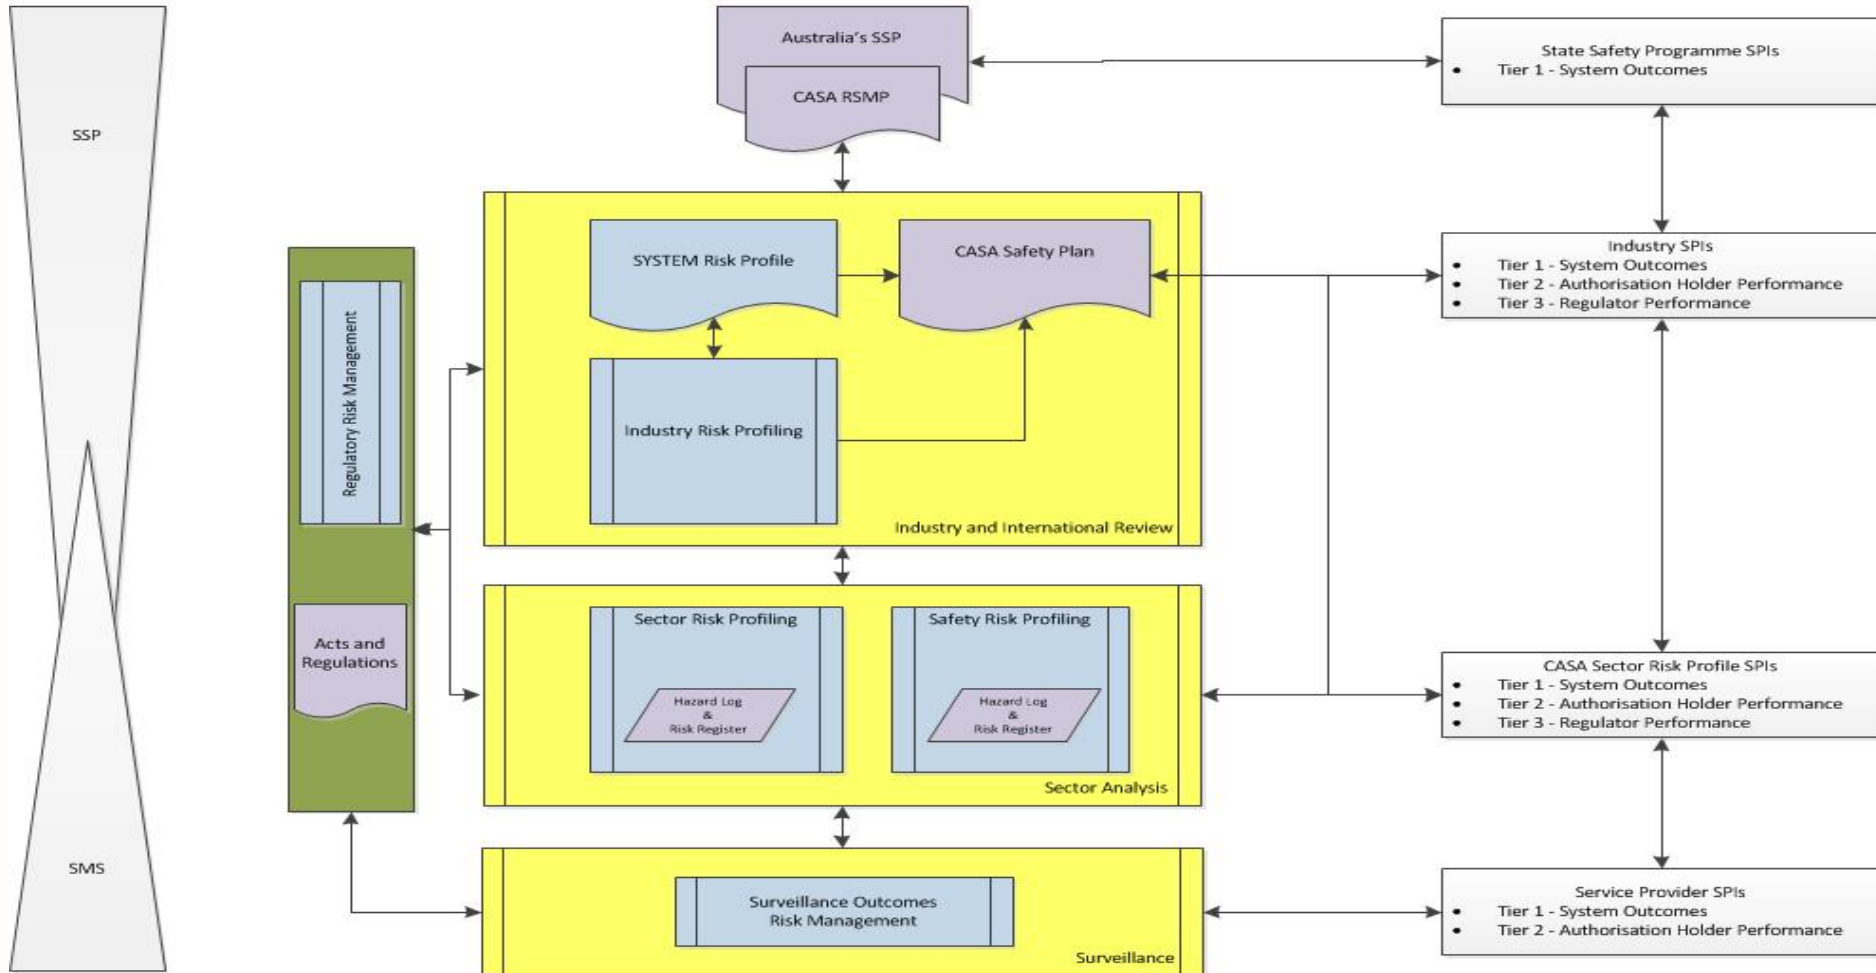 SSP
SMS
Regulatory Risk Management
Acts and
Regulations
Australia's SSP
CASA RSMP
SYSTEM Risk Profile
CASA Safety Plan
Industry Risk Profiling
Industry and International Review
Sector Risk Profiling
Hazard Log
&
Risk Register
Safety Risk Profiling
Hazard Log
&
Risk Register
Sector Analysis
Surveillance Outcomes
Risk Management
Surveillance
State Safety Programme SPIs
• Tier 1 - System Outcomes
Industry SPIs
• Tier 1 - System Outcomes
• Tier 2 - Authorisation Holder Performance
• Tier 3 - Regulator Performance
CASA Sector Risk Profile SPIs
• Tier 1 - System Outcomes
• Tier 2 - Authorisation Holder Performance
• Tier 3 - Regulator Performance
Service Provider SPIs
• Tier 1 - System Outcomes
• Tier 2 - Authorisation Holder Performance